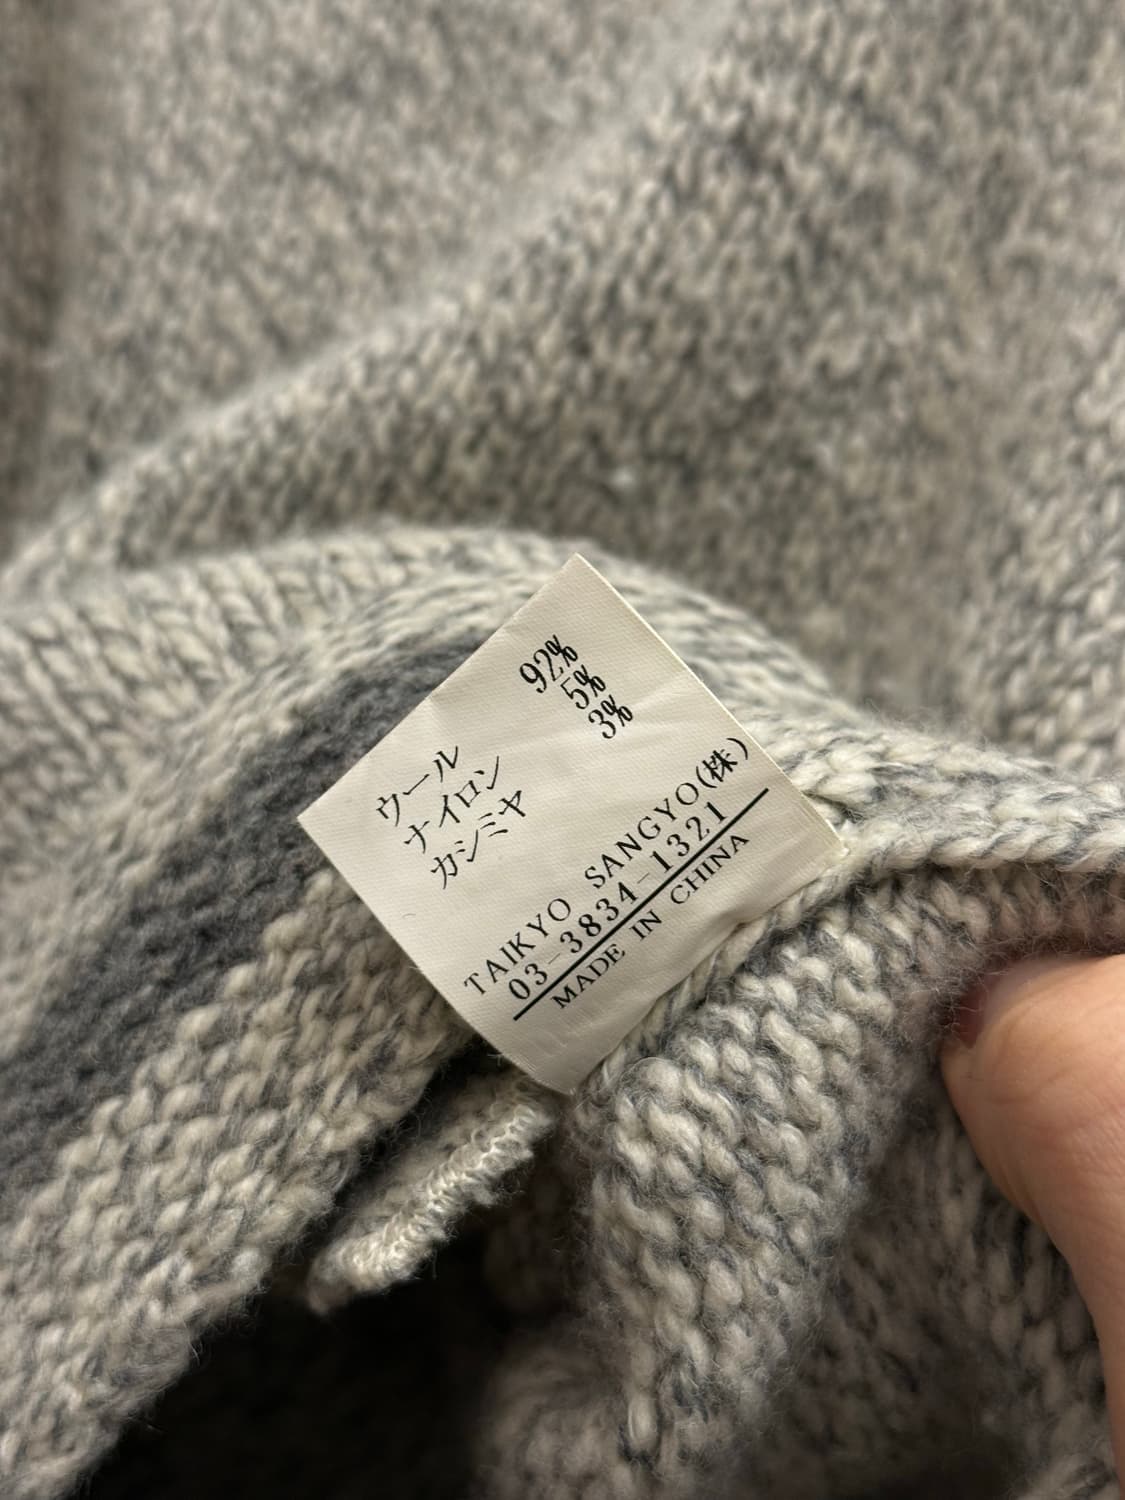 ウール 92%
ナイロン 5%
カシミヤ 3%
TAIKYO SANGYO(株)
03-3834-1321
MADE IN CHINA